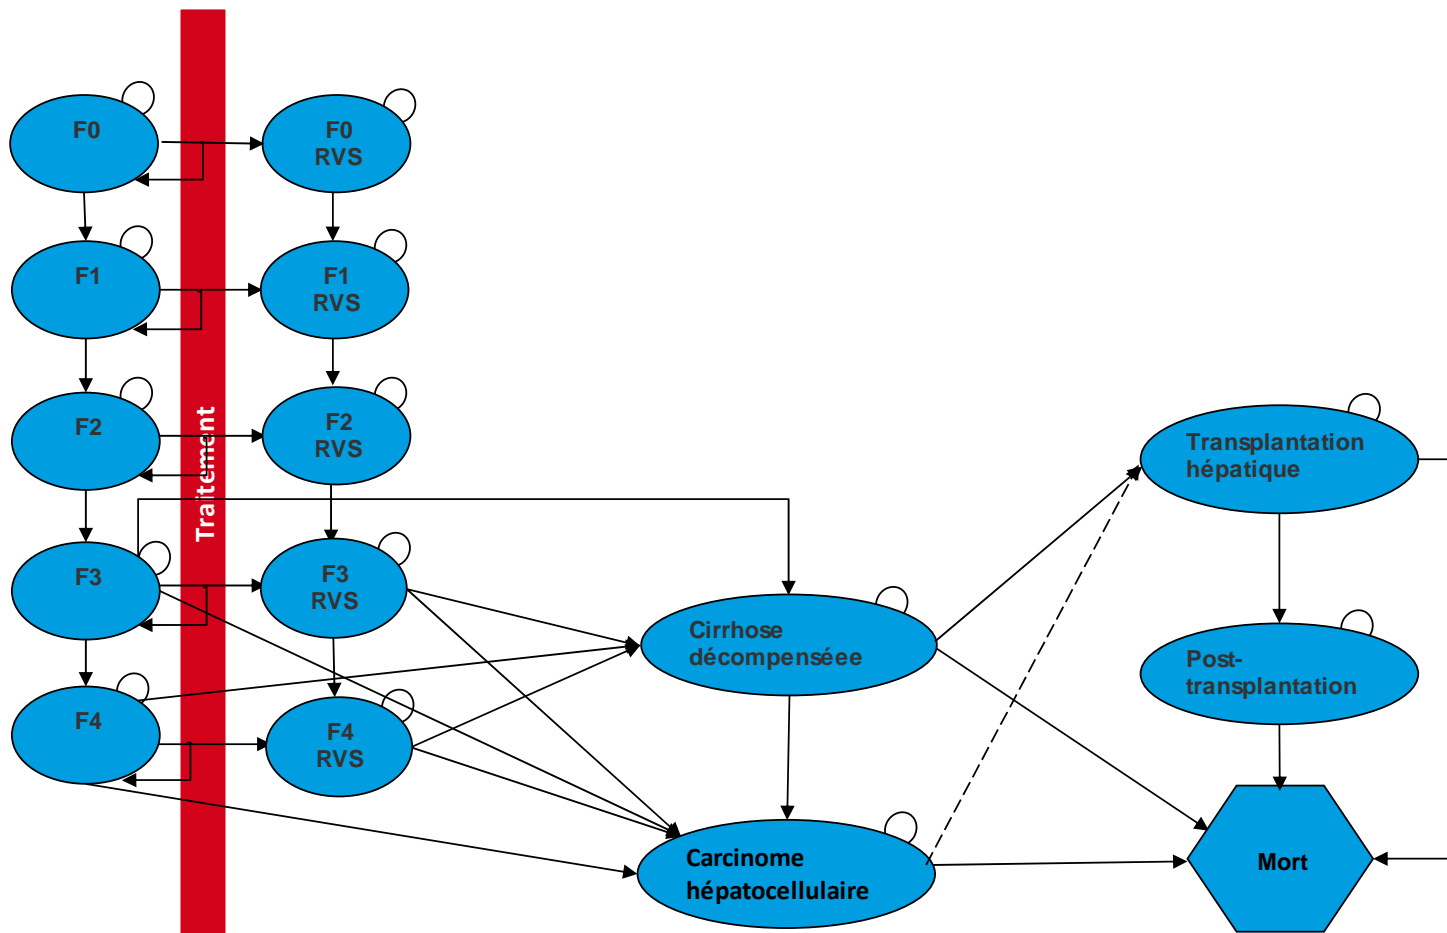 F0
F0
RVS
F1
F1
RVS
F2
F2
RVS
Traitement
F3
F3
RVS
F4
F4
RVS
Cirrhose
décompenséee
Carcinome
hépatocellulaire
Transplantation
hépatique
Post-
transplantation
Mort